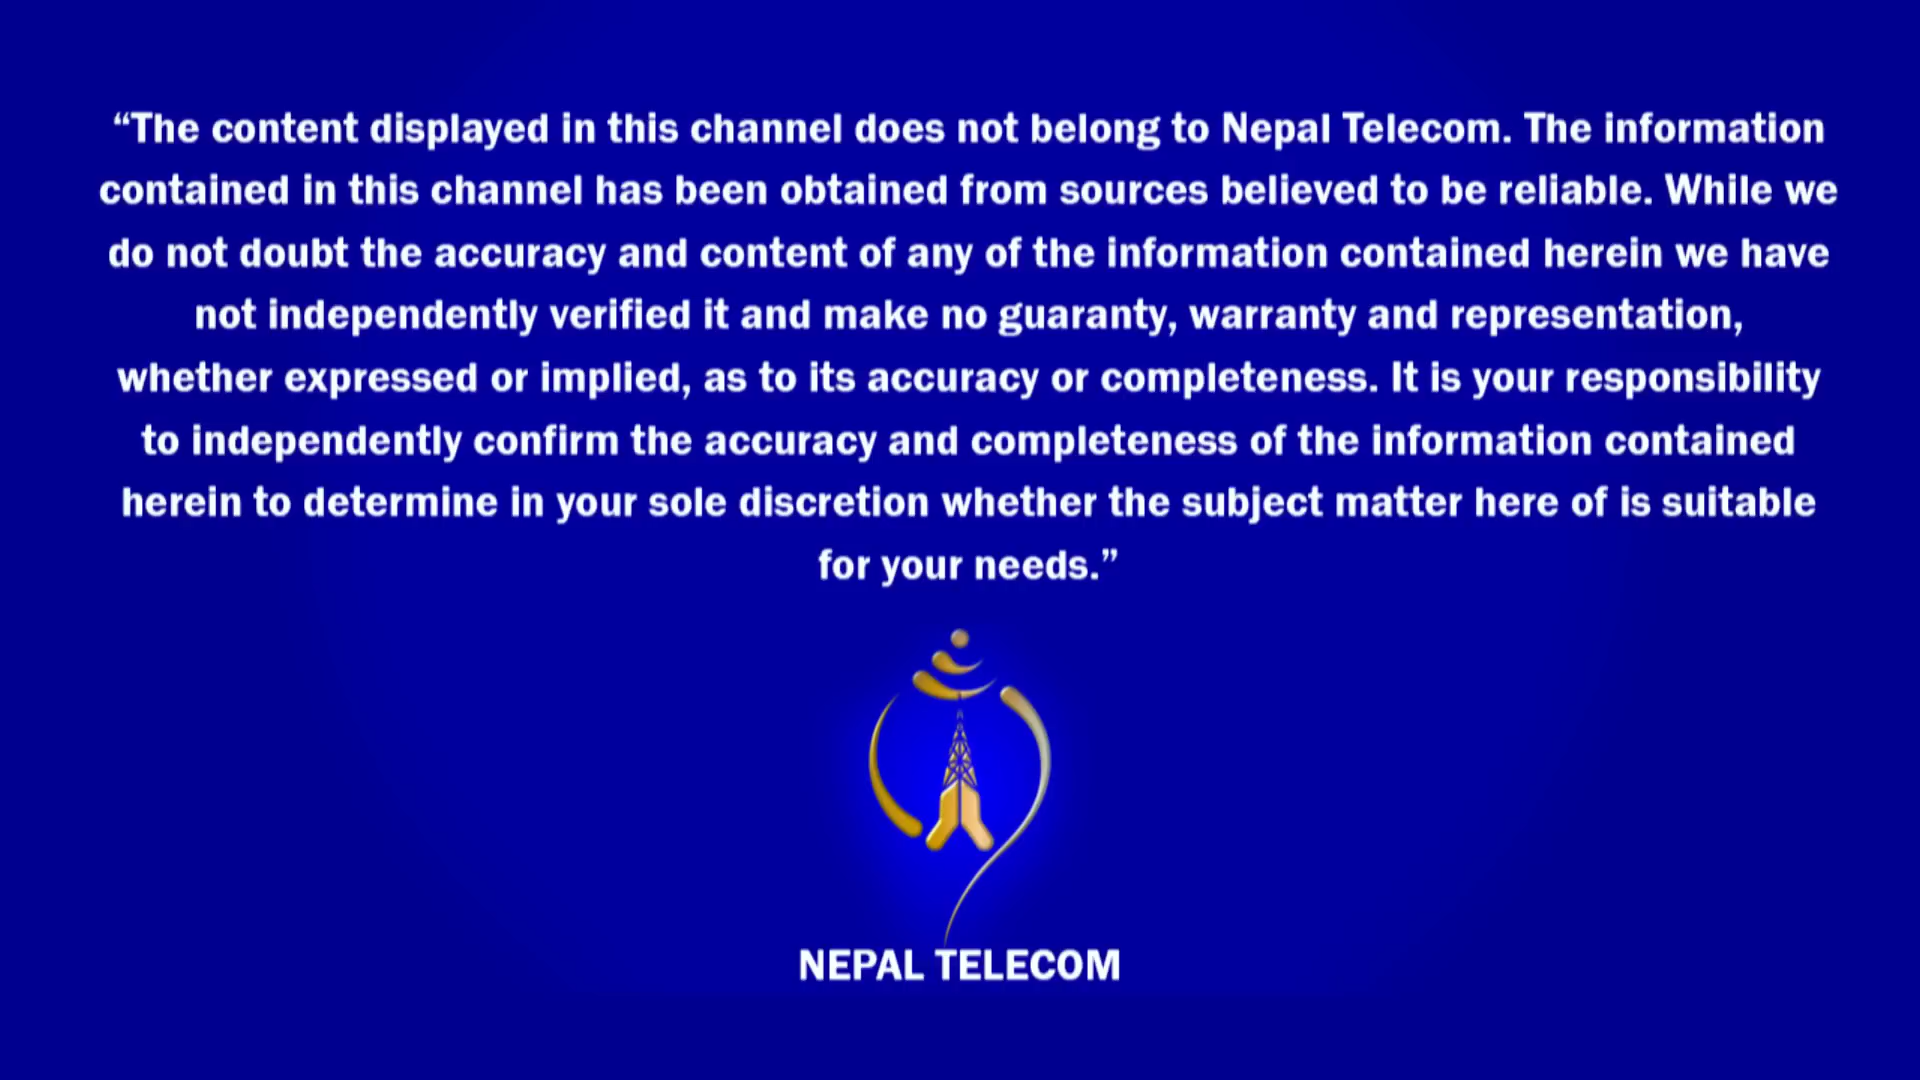 “The content displayed in this channel does not belong to Nepal Telecom. The information
contained in this channel has been obtained from sources believed to be reliable. While we
do not doubt the accuracy and content of any of the information contained herein we have
not independently verified it and make no guaranty, warranty and representation,
whether expressed or implied, as to its accuracy or completeness. It is your responsibility
to independently confirm the accuracy and completeness of the information contained
herein to determine in your sole discretion whether the subject matter here of is suitable
for your needs.”
NEPAL TELECOM